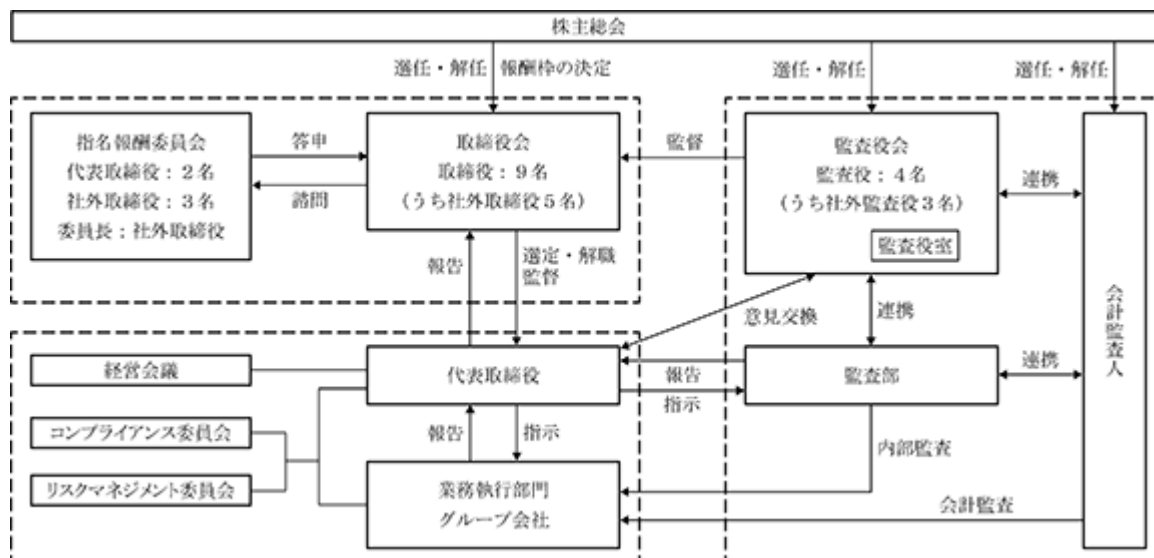 株主総会
選任・解任 報酬枠の決定
選任・解任
選任・解任
指名報酬委員会
代表取締役：2名
社外取締役：3名
委員長：社外取締役
答申
諮問
取締役会
取締役：9名
(うち社外取締役5名)
監督
監査役会
監査役：4名
(うち社外監査役3名)
監査役室
連携
会計監査人
報告
選定・解職
監督
意見交換
連携
経営会議
代表取締役
報告
指示
監査部
連携
コンプライアンス委員会
リスクマネジメント委員会
報告
指示
内部監査
業務執行部門
グループ会社
会計監査